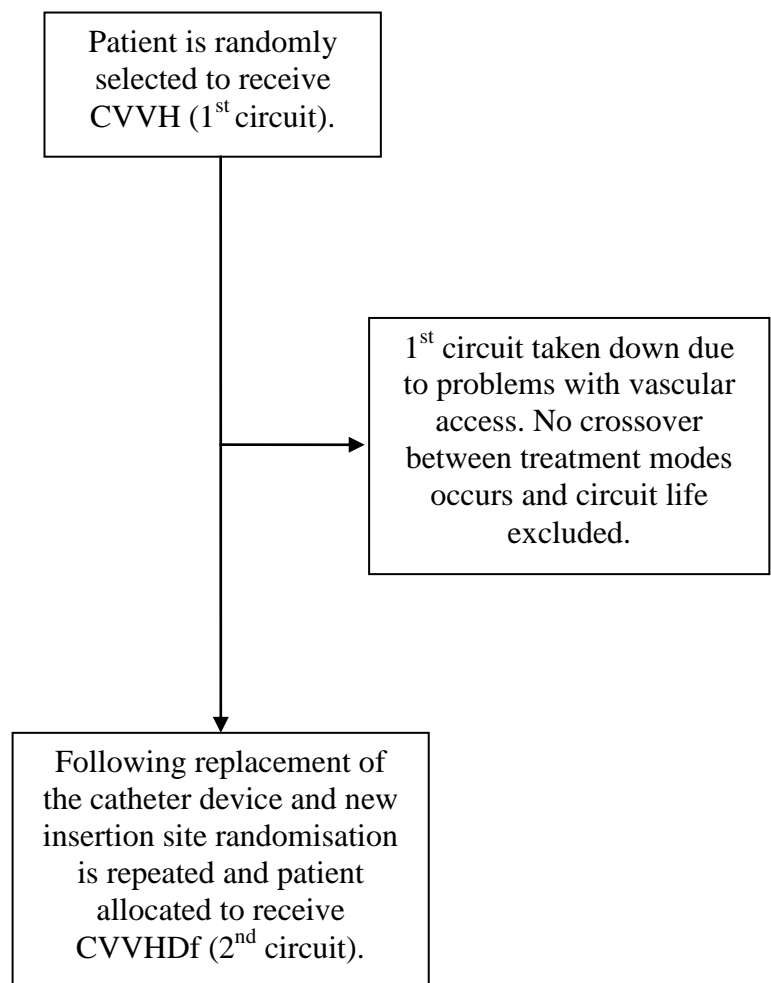 Patient is randomly
selected to receive
CVVH (1st circuit).
1st circuit taken down due
to problems with vascular
access. No crossover
between treatment modes
occurs and circuit life
excluded.
Following replacement of
the catheter device and new
insertion site randomisation
is repeated and patient
allocated to receive
CVVHDf (2nd circuit).